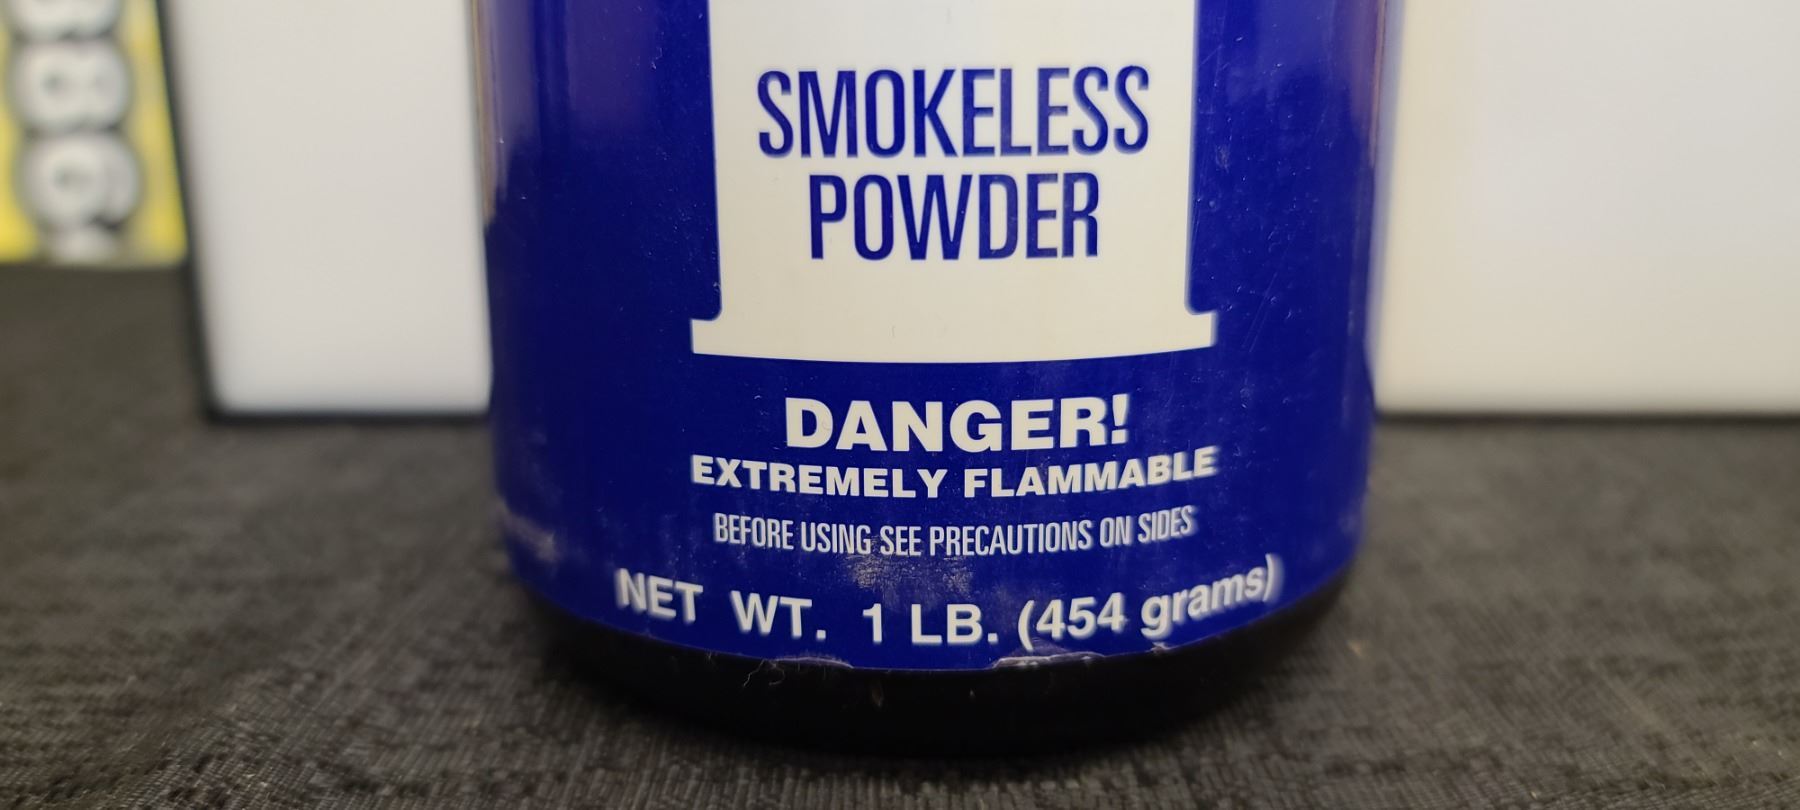 SMOKELESS
POWDER
DANGER!
EXTREMELY FLAMMABLE
BEFORE USING SEE PRECAUTIONS ON SIDES
NET WT. 1 LB. (454 grams)